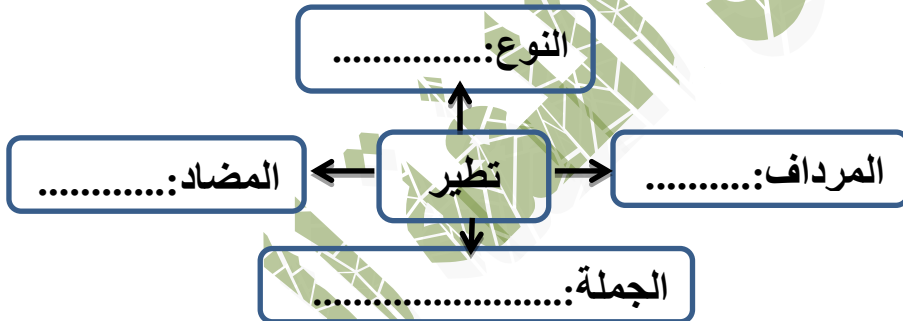 النوع:...............
المرداف:..........
تطير
المضاد:.............
الجملة:.........................